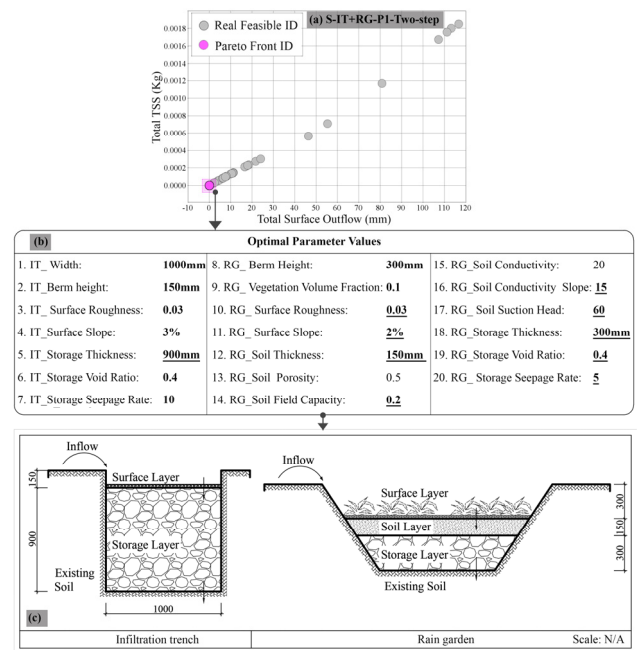 (a) S-IT+RG-P1-Two-step
Real Feasible ID
Pareto Front ID
Total TSS (Kg)
0.0018
0.0016
0.0014
0.0012
0.0010
0.0008
0.0006
0.0004
0.0002
0.0000
-10 0 10 20 30 40 50 60 70 80 90 100 110 120
Total Surface Outflow (mm)
(b) Optimal Parameter Values
1. IT_ Width: 1000mm
2. IT_Berm height: 150mm
3. IT_ Surface Roughness: 0.03
4. IT_Surface Slope: 3%
5. IT_Storage Thickness: 900mm
6. IT_Storage Void Ratio: 0.4
7. IT_Storage Seepage Rate: 10
8. RG_ Berm Height: 300mm
9. RG_ Vegetation Volume Fraction: 0.1
10. RG_ Surface Roughness: 0.03
11. RG_ Surface Slope: 2%
12. RG_Soil Thickness: 150mm
13. RG_Soil Porosity: 0.5
14. RG_Soil Field Capacity: 0.2
15. RG_Soil Conductivity: 20
16. RG_Soil Conductivity Slope: 15
17. RG_ Soil Suction Head: 60
18. RG_Storage Thickness: 300mm
19. RG_Storage Void Ratio: 0.4
20. RG_ Storage Seepage Rate: 5
Inflow
150
Surface Layer
900
Storage Layer
Existing
Soil
1000
(c)
Inflow
Surface Layer
300
Soil Layer
150
Storage Layer
300
Existing Soil
Infiltration trench
Rain garden
Scale: N/A